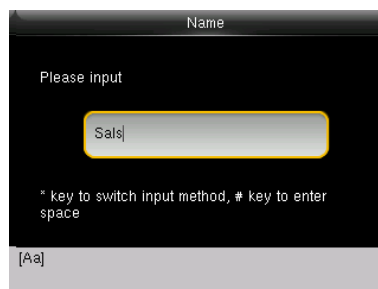 Name
Please input
Sals
* key to switch input method, # key to enter
space
[Aa]